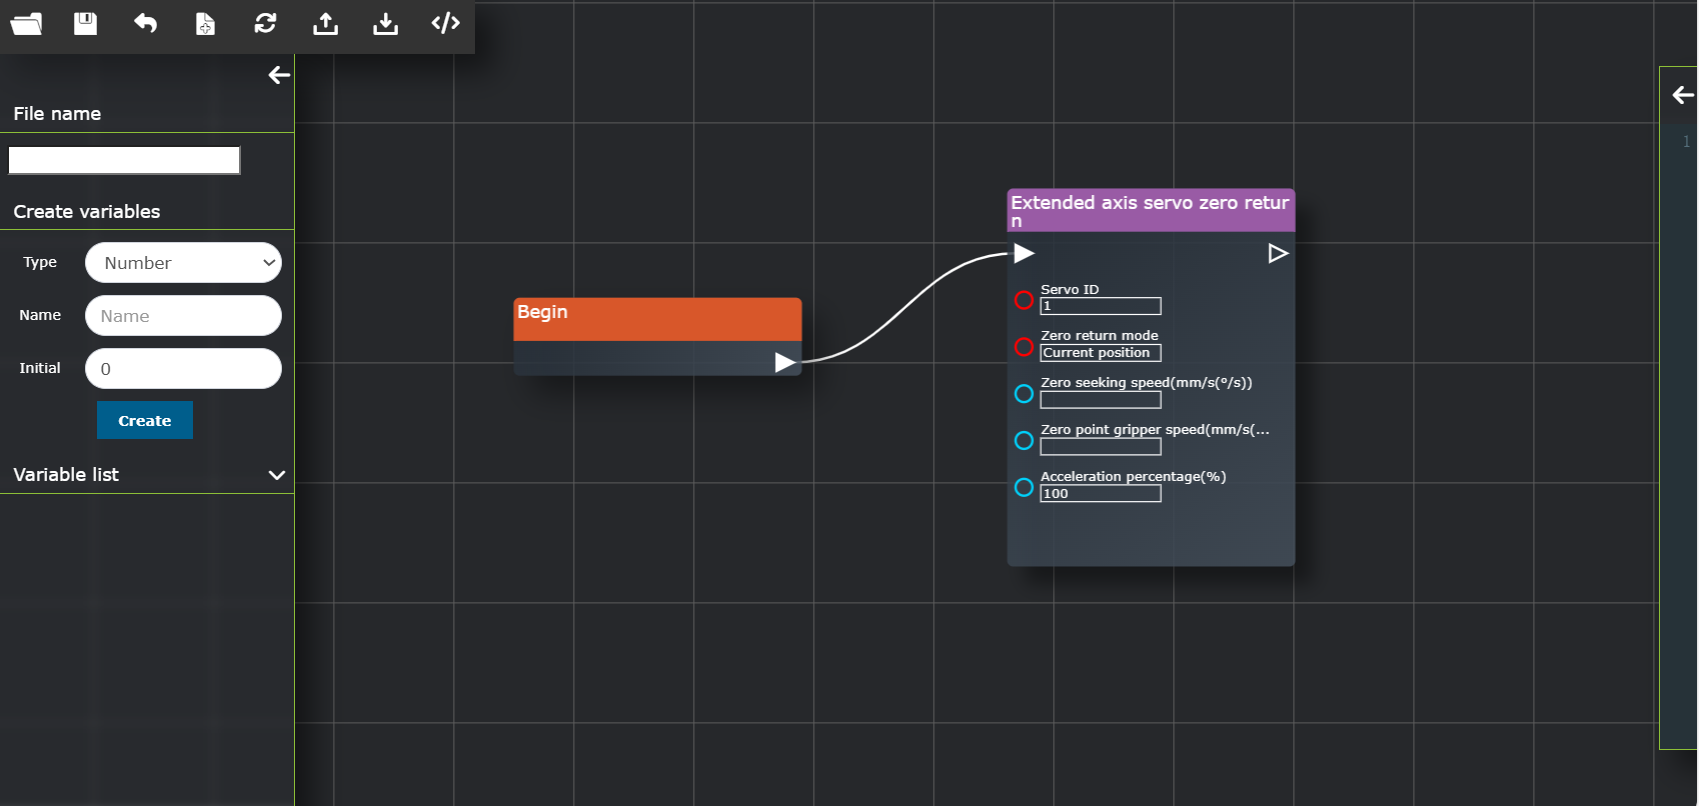 File name
Create variables
Type
Number
Name
Name
Initial
0
Create
Variable list
Begin
Extended axis servo zero retur
n
Servo ID
1
Zero return mode
Current position
Zero seeking speed(mm/s(°/s))
Zero point gripper speed(mm/s(...
Acceleration percentage(%)
100
1